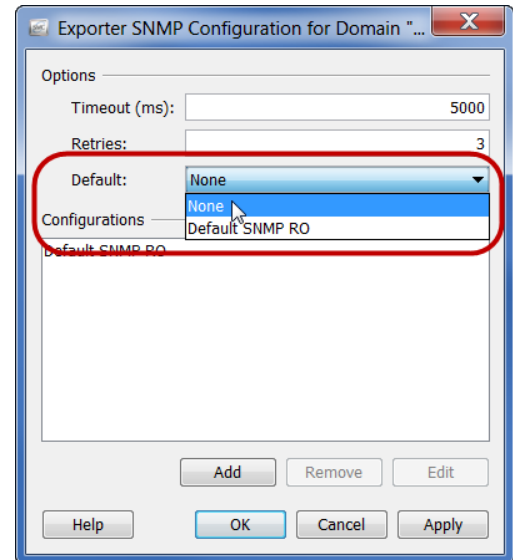 Exporter SNMP Configuration for Domain "...
Options
Timeout (ms): 5000
Retries: 3
Default: None
None
Default SNMP RO
Configurations
Default SNMP RO
Add Remove Edit
Help OK Cancel Apply